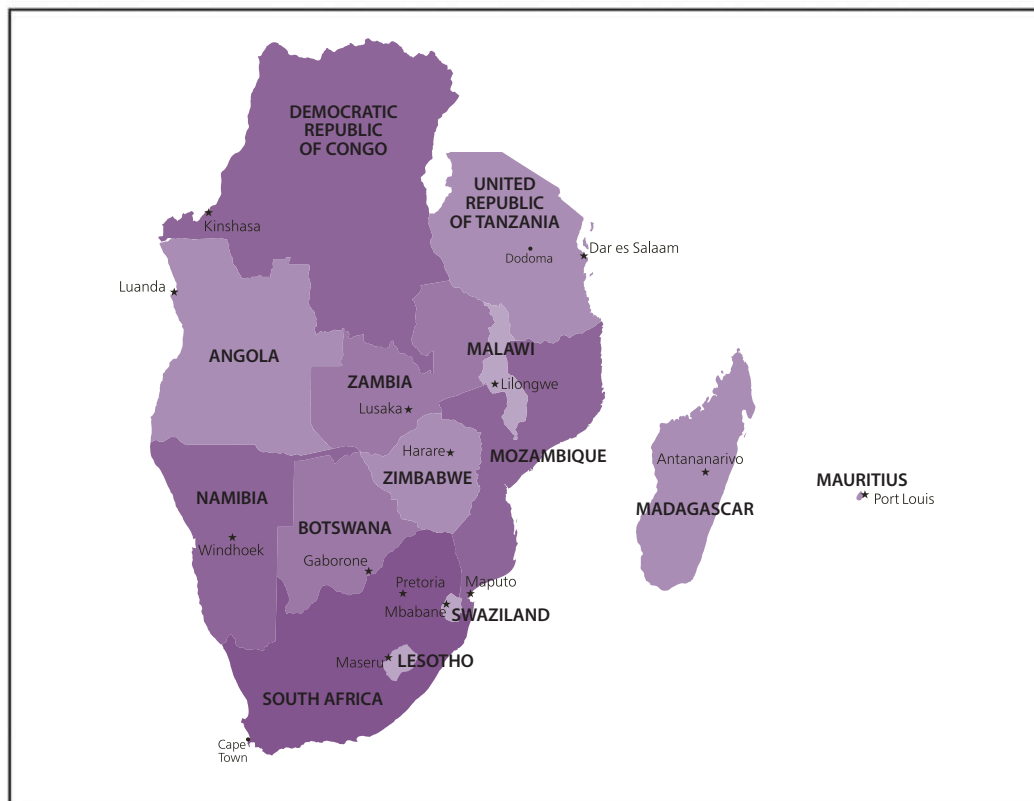 DEMOCRATIC
REPUBLIC
OF CONGO
UNITED
REPUBLIC
OF TANZANIA
Kinshasa
Dodoma
Dar es Salaam
Luanda
ANGOLA
MALAWI
ZAMBIA
Lilongwe
Lusaka
Harare
MOZAMBIQUE
Antananarivo
ZIMBABWE
MAURITIUS
NAMIBIA
Port Louis
MADAGASCAR
BOTSWANA
Windhoek
Gaborone
Pretoria
Maputo
Mbabane
SWAZILAND
Maseru
LESOTHO
SOUTH AFRICA
Cape
Town